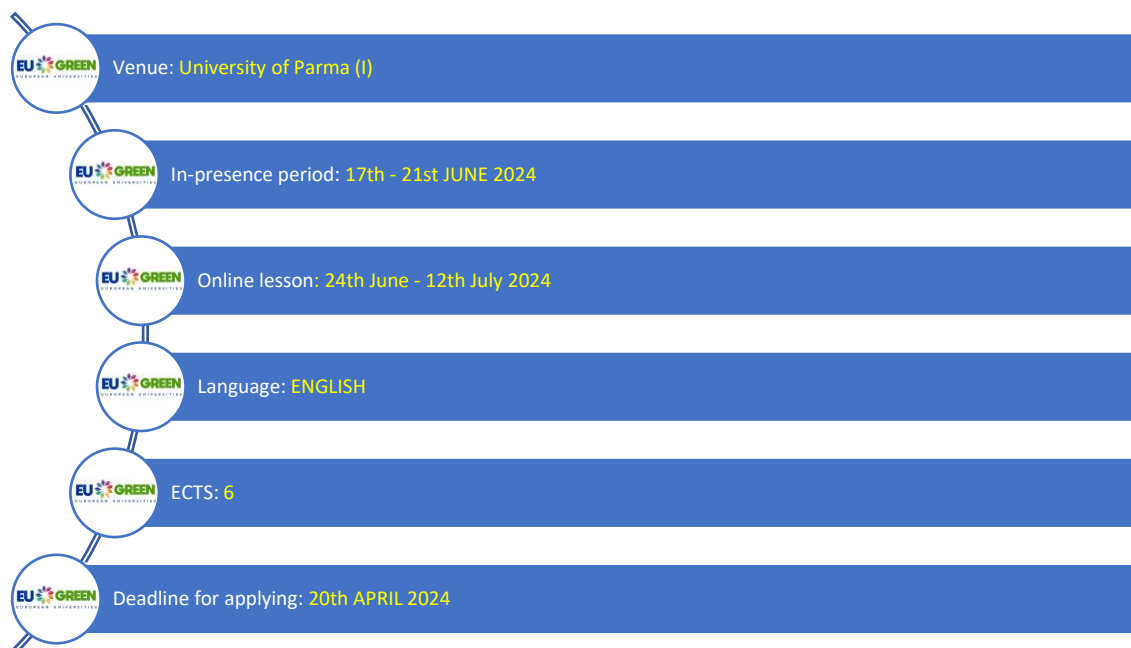 EU GREEN
EUROPEAN UNIVERSITIES
Venue: University of Parma (I)
EU GREEN
EUROPEAN UNIVERSITIES
In-presence period: 17th - 21st JUNE 2024
EU GREEN
EUROPEAN UNIVERSITIES
Online lesson: 24th June - 12th July 2024
EU GREEN
EUROPEAN UNIVERSITIES
Language: ENGLISH
EU GREEN
EUROPEAN UNIVERSITIES
ECTS: 6
EU GREEN
EUROPEAN UNIVERSITIES
Deadline for applying: 20th APRIL 2024